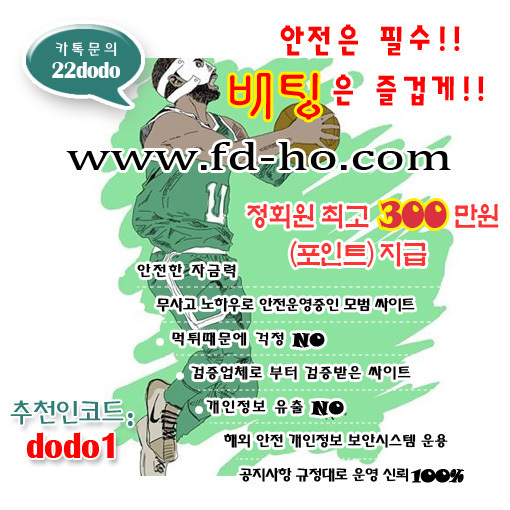 카톡문의
22dodo
안전은 필수!!
베팅은 즐겁게!!
www.fd-ho.com
정회원 최고 300 만원
(포인트) 지급
안전한 자금력
무사고 노하우로 안전운영중인 모범 싸이트
먹튀때문에 걱정 NO
검증업체로 부터 검증받은 싸이트
개인정보 유출 NO.
해외 안전 개인정보 보안시스템 운용
공지사항 규정대로 운영 신뢰 100%
추천인코드:
dodo1